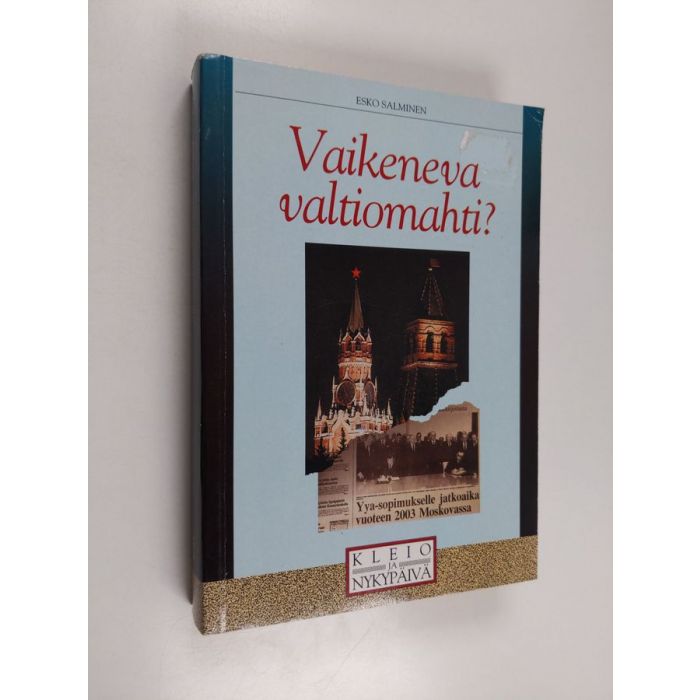 ESKO SALMINEN
Vaikeneva
valtiomahti?
Yya-sopimukselle jatkoaika
vuoteen 2003 Moskovassa
KLEIO
JA
NYKYPÄIVÄ